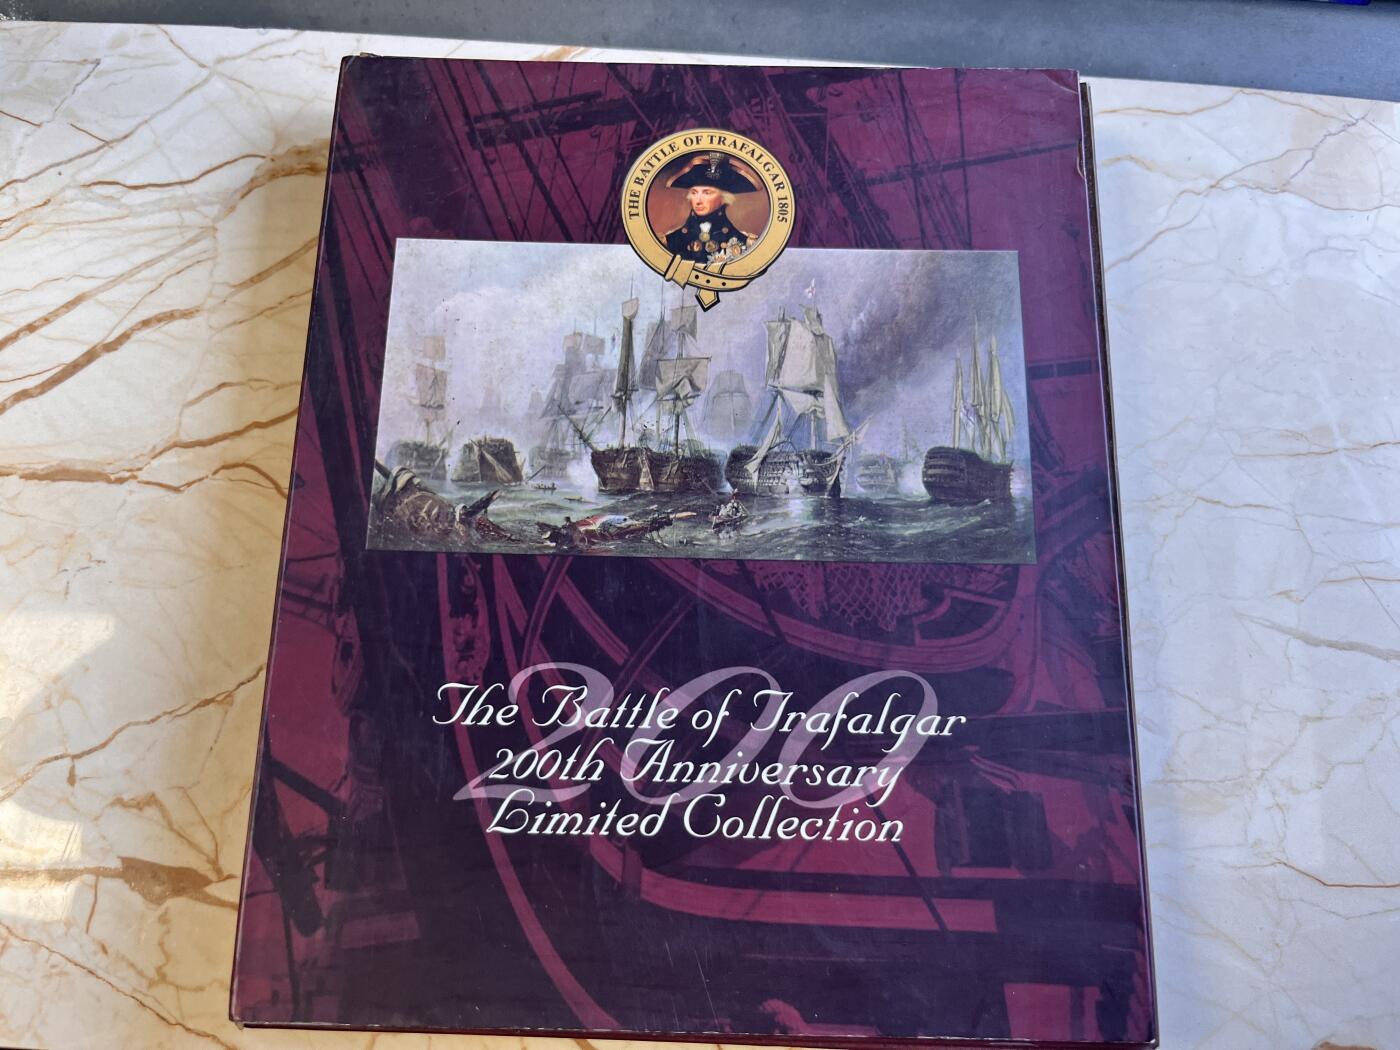 THE BATTLE OF TRAFALGAR 1805
200
The Battle of Trafalgar
200th Anniversary
Limited Collection